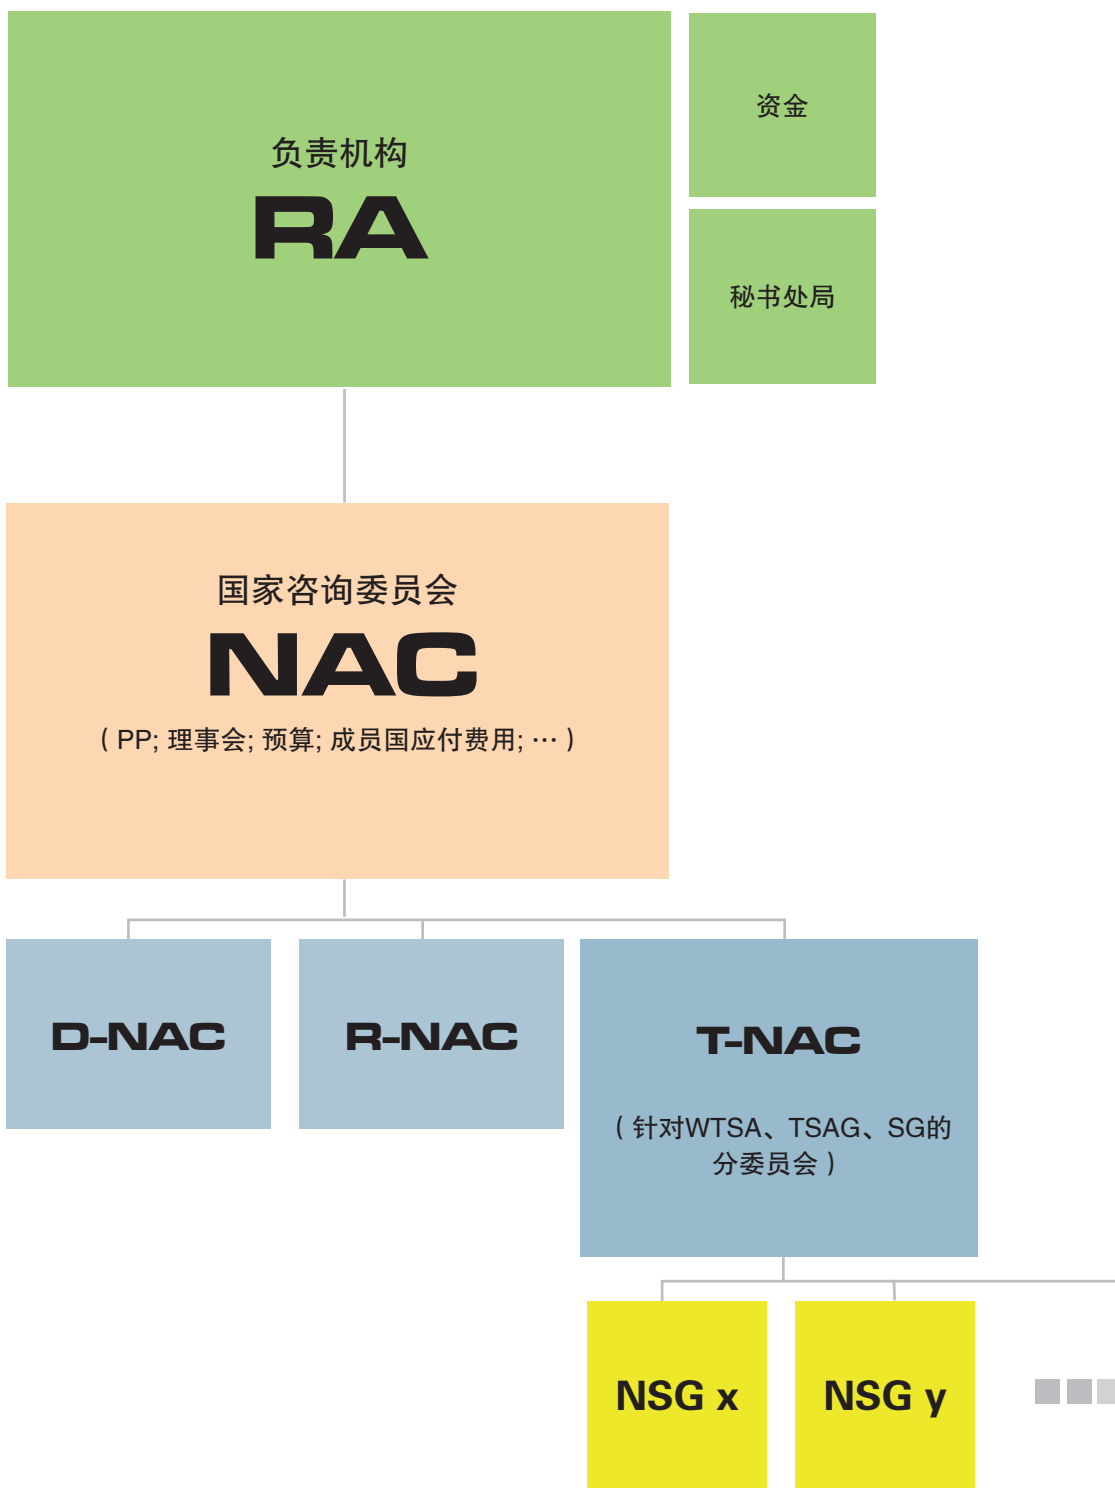 负责机构
RA
资金
秘书处局
国家咨询委员会
NAC
（PP; 理事会; 预算; 成员国应付费用; …）
D-NAC
R-NAC
T-NAC
（针对WTSA、TSAG、SG的
分委员会）
NSG x
NSG y